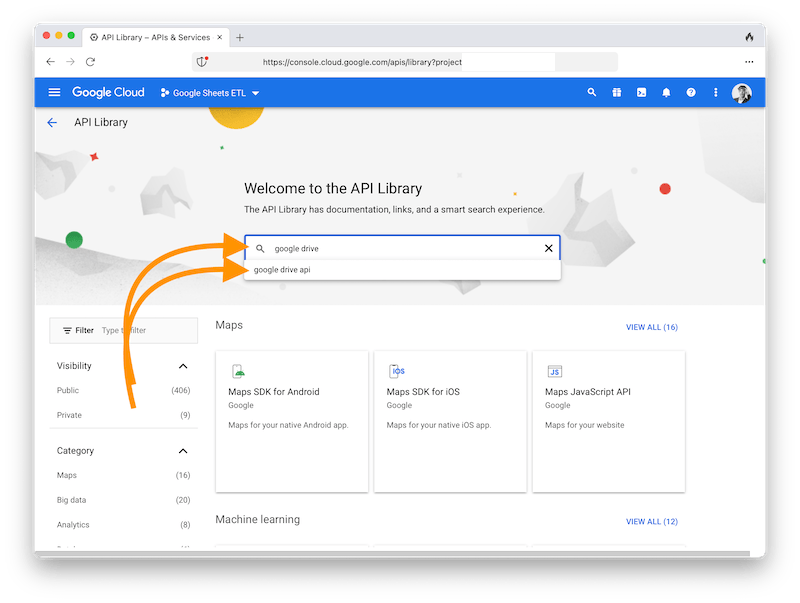 API Library – APIs & Services
https://console.cloud.google.com/apis/library?project
Google Cloud
Google Sheets ETL
API Library
Welcome to the API Library
The API Library has documentation, links, and a smart search experience.
google drive
google drive api
Filter Type to filter
Visibility
Public (406)
Private (9)
Category
Maps (16)
Big data (20)
Analytics (8)
Maps
VIEW ALL (16)
Maps SDK for Android
Google
Maps for your native Android app.
iOS
Maps SDK for iOS
Google
Maps for your native iOS app.
JS
Maps JavaScript API
Google
Maps for your website
Machine learning
VIEW ALL (12)